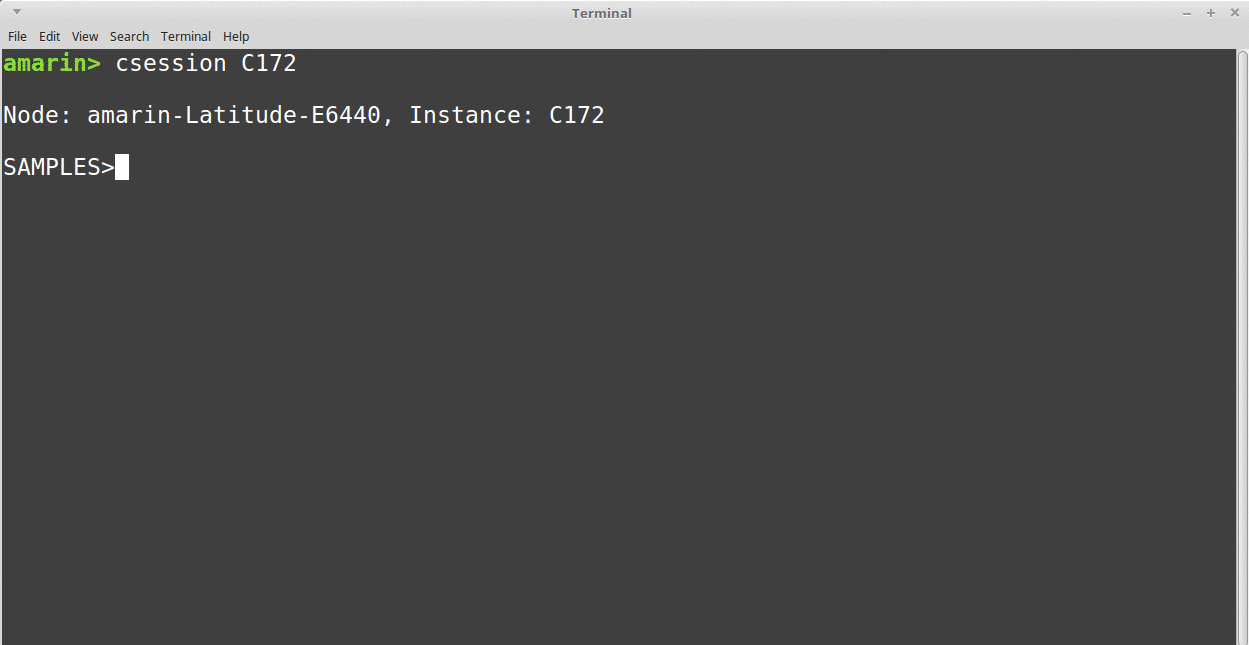 Terminal
File Edit View Search Terminal Help
amarin> csession C172
Node: amarin-Latitude-E6440, Instance: C172
SAMPLES>